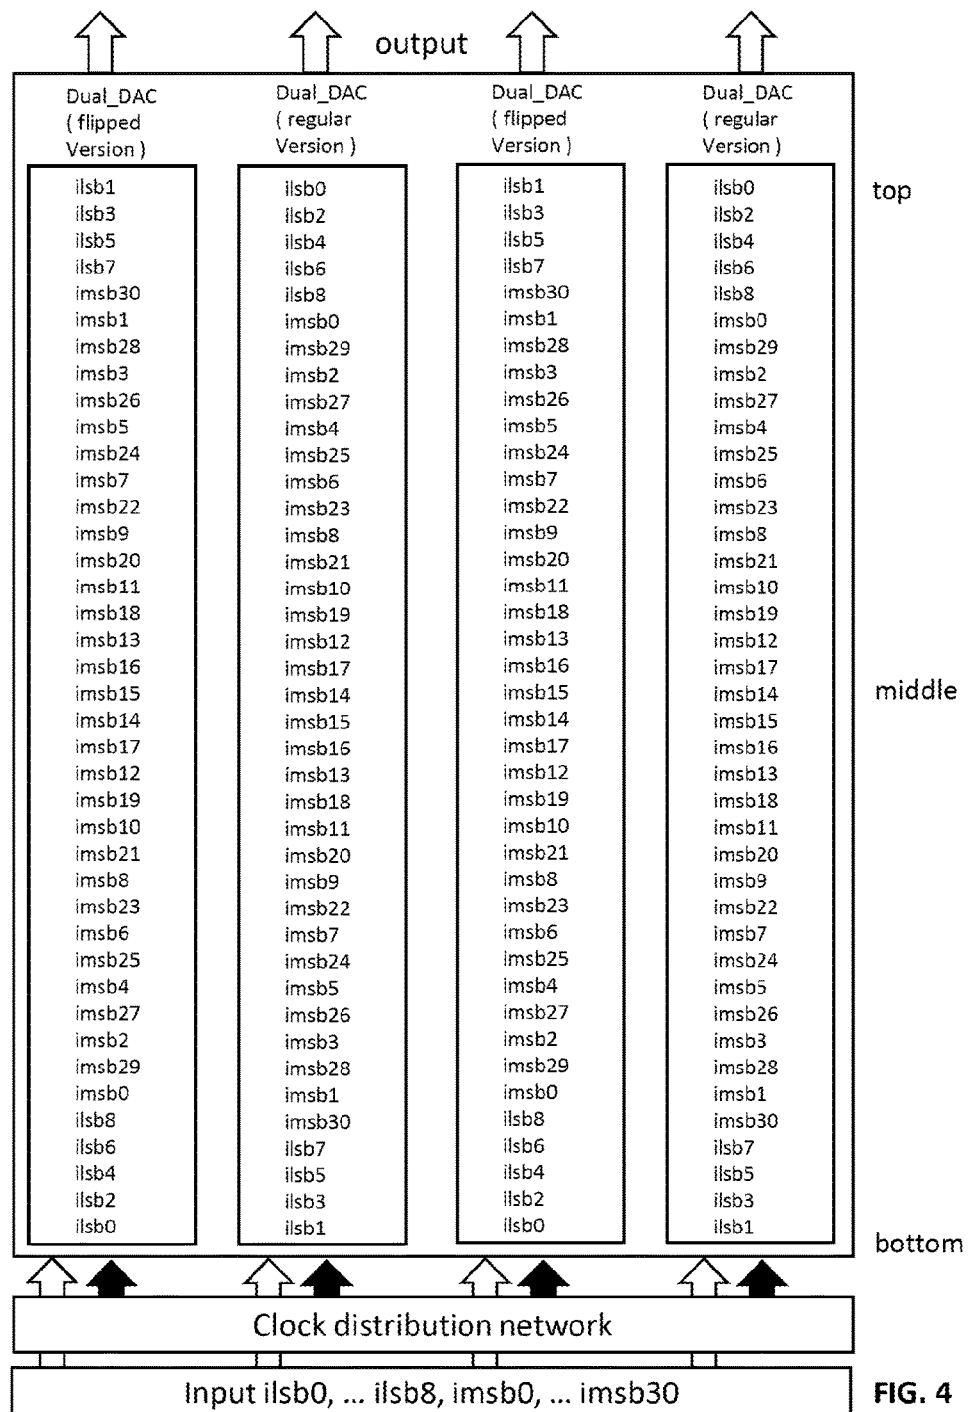 output
Dual_DAC
( flipped
Version )
ilsb1
ilsb3
ilsb5
ilsb7
imsb30
imsb1
imsb28
imsb3
imsb26
imsb5
imsb24
imsb7
imsb22
imsb9
imsb20
imsb11
imsb18
imsb13
imsb16
imsb15
imsb14
imsb17
imsb12
imsb19
imsb10
imsb21
imsb8
imsb23
imsb6
imsb25
imsb4
imsb27
imsb2
imsb29
imsb0
ilsb8
ilsb6
ilsb4
ilsb2
ilsb0
Dual_DAC
( regular
Version )
ilsb0
ilsb2
ilsb4
ilsb6
ilsb8
imsb0
imsb29
imsb2
imsb27
imsb4
imsb25
imsb6
imsb23
imsb8
imsb21
imsb10
imsb19
imsb12
imsb17
imsb14
imsb15
imsb16
imsb13
imsb18
imsb11
imsb20
imsb9
imsb22
imsb7
imsb24
imsb5
imsb26
imsb3
imsb28
imsb1
imsb30
ilsb7
ilsb5
ilsb3
ilsb1
Dual_DAC
( flipped
Version )
ilsb1
ilsb3
ilsb5
ilsb7
imsb30
imsb1
imsb28
imsb3
imsb26
imsb5
imsb24
imsb7
imsb22
imsb9
imsb20
imsb11
imsb18
imsb13
imsb16
imsb15
imsb14
imsb17
imsb12
imsb19
imsb10
imsb21
imsb8
imsb23
imsb6
imsb25
imsb4
imsb27
imsb2
imsb29
imsb0
ilsb8
ilsb6
ilsb4
ilsb2
ilsb0
Dual_DAC
( regular
Version )
ilsb0
ilsb2
ilsb4
ilsb6
ilsb8
imsb0
imsb29
imsb2
imsb27
imsb4
imsb25
imsb6
imsb23
imsb8
imsb21
imsb10
imsb19
imsb12
imsb17
imsb14
imsb15
imsb16
imsb13
imsb18
imsb11
imsb20
imsb9
imsb22
imsb7
imsb24
imsb5
imsb26
imsb3
imsb28
imsb1
imsb30
ilsb7
ilsb5
ilsb3
ilsb1
top
middle
bottom
Clock distribution network
Input ilsb0, ... ilsb8, imsb0, ... imsb30
FIG. 4